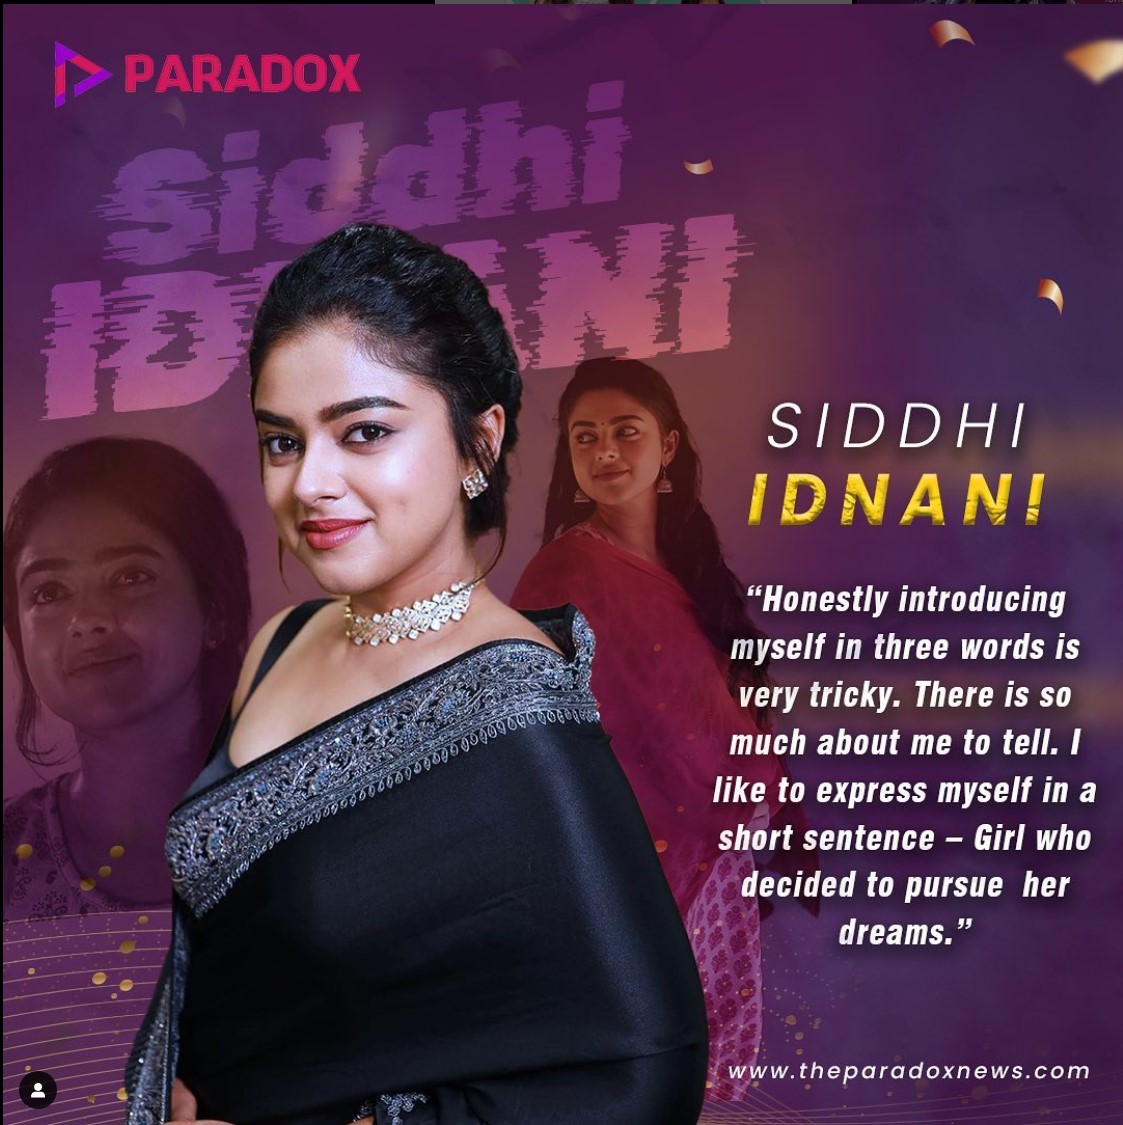 PARADOX
Siddhi
IDNANI
SIDDHI
IDNANI
“Honestly introducing
myself in three words is
very tricky. There is so
much about me to tell. I
like to express myself in a
short sentence – Girl who
decided to pursue her
dreams.”
www.theparadoxnews.com